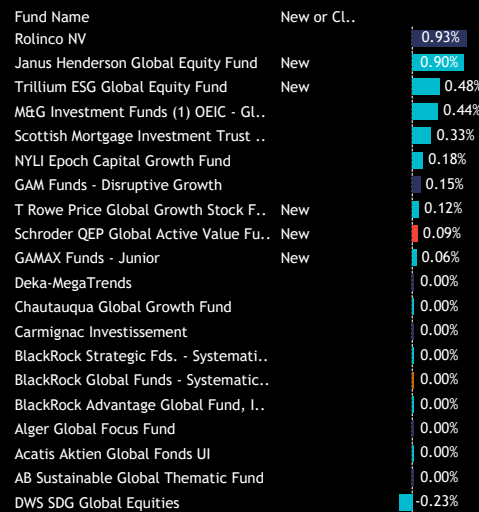 Fund Name New or Cl..
Rolinco NV 0.93%
Janus Henderson Global Equity Fund New 0.90%
Trillium ESG Global Equity Fund New 0.48%
M&G Investment Funds (1) OEIC - Gl.. 0.44%
Scottish Mortgage Investment Trust .. 0.33%
NYLI Epoch Capital Growth Fund 0.18%
GAM Funds - Disruptive Growth 0.15%
T Rowe Price Global Growth Stock F.. New 0.12%
Schroder QEP Global Active Value Fu.. New 0.09%
GAMAX Funds - Junior New 0.06%
Deka-MegaTrends 0.00%
Chautauqua Global Growth Fund 0.00%
Carmignac Investissement 0.00%
BlackRock Strategic Fds. - Systemati.. 0.00%
BlackRock Global Funds - Systematic.. 0.00%
BlackRock Advantage Global Fund, I.. 0.00%
Alger Global Focus Fund 0.00%
Acatis Aktien Global Fonds UI 0.00%
AB Sustainable Global Thematic Fund 0.00%
DWS SDG Global Equities -0.23%